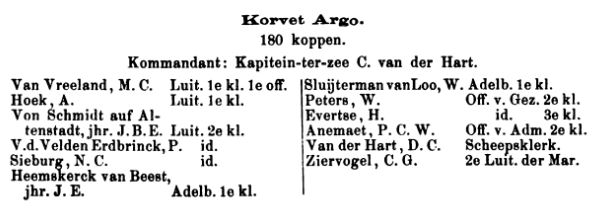 Korvet Argo.
180 koppen.
Kommandant: Kapitein-ter-zee C. van der Hart.
Van Vreeland, M. C. Luit. 1e kl. 1e off.
Hoek, A. Luit. 1e kl.
Von Schmidt auf Al-
tenstadt, jhr. J. B. E. Luit. 2e kl.
V. d. Velden Erdbrinck, P. id.
Sieburg, N. C. id.
Heemskerck van Beest,
jhr. J. E. Adelb. 1e kl.
Sluijterman van Loo, W. Adelb. 1e kl.
Peters, W. Off. v. Gez. 2e kl.
Evertse, H. id. 3e kl.
Anemaet, P. C. W. Off. v. Adm. 2e kl.
Van der Hart, D. C. Scheepsklerk.
Ziervogel, C. G. 2e Luit. der Mar.